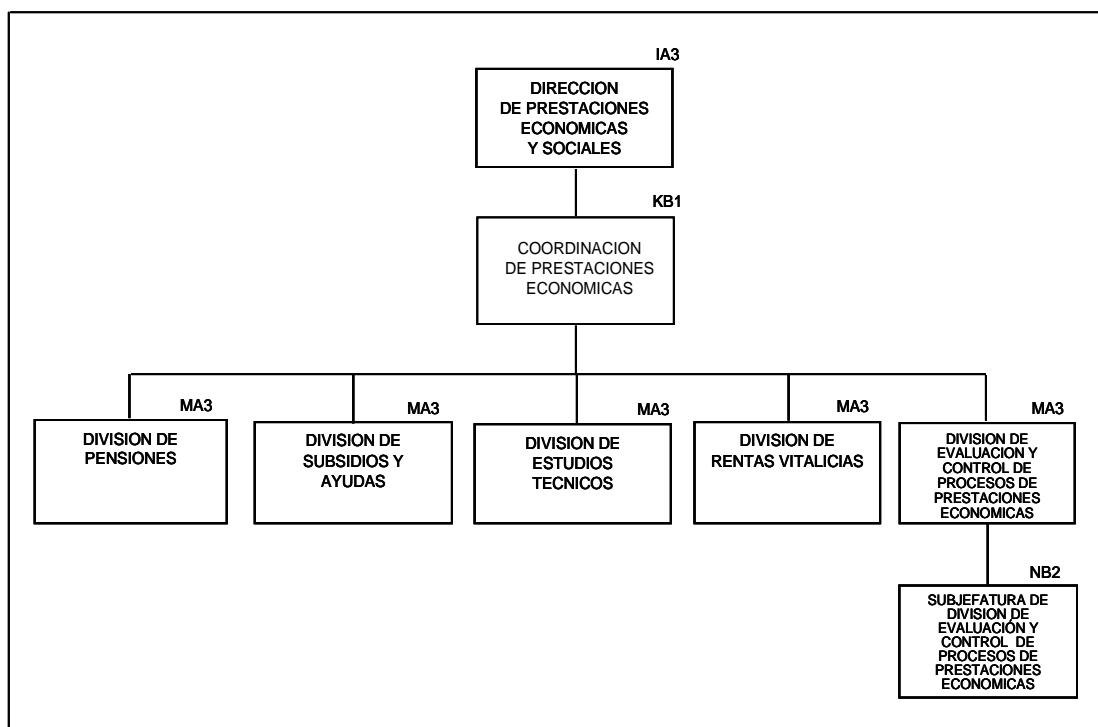 IA3
DIRECCION
DE PRESTACIONES
ECONOMICAS
Y SOCIALES
KB1
COORDINACION
DE PRESTACIONES
ECONOMICAS
MA3
DIVISION DE
PENSIONES
MA3
DIVISION DE
SUBSIDIOS Y
AYUDAS
MA3
DIVISION DE
ESTUDIOS
TECNICOS
MA3
DIVISION DE
RENTAS VITALICIAS
MA3
DIVISION DE
EVALUACION Y
CONTROL DE
PROCESOS DE
PRESTACIONES
ECONOMICAS
NB2
SUBJEFATURA DE
DIVISION DE
EVALUACIÓN Y
CONTROL DE
PROCESOS DE
PRESTACIONES
ECONOMICAS